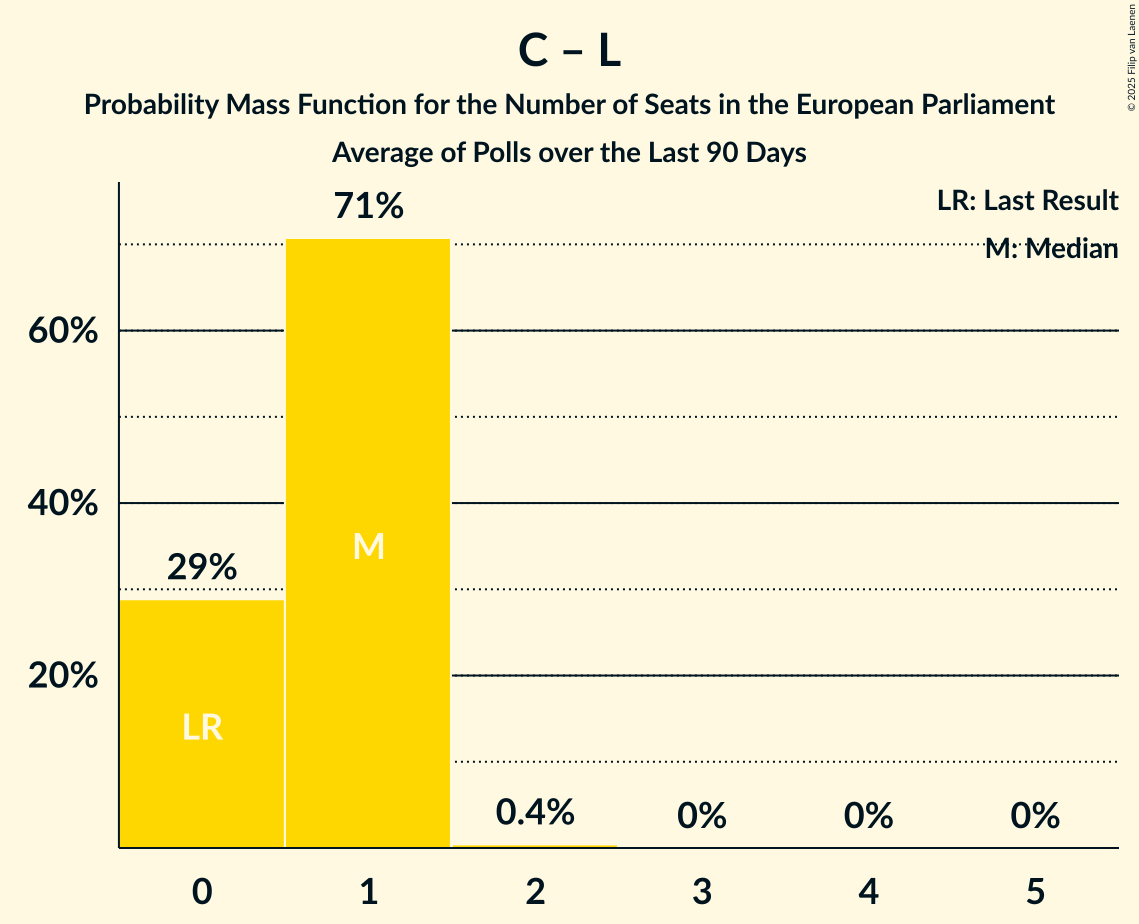 C – L
Probability Mass Function for the Number of Seats in the European Parliament
Average of Polls over the Last 90 Days
© 2025 Filip van Laenen
LR: Last Result
M: Median
71%
60%
40%
29%
20%
M
LR
0.4%
0%
0%
0%
0
1
2
3
4
5